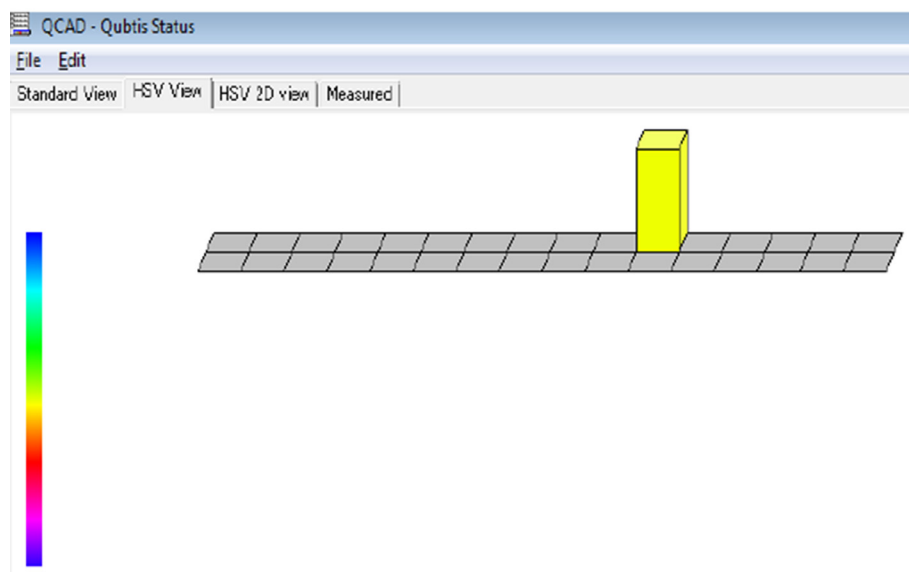 QCAD - Qubtis Status
File Edit
Standard View HSV View HSV 2D view Measured